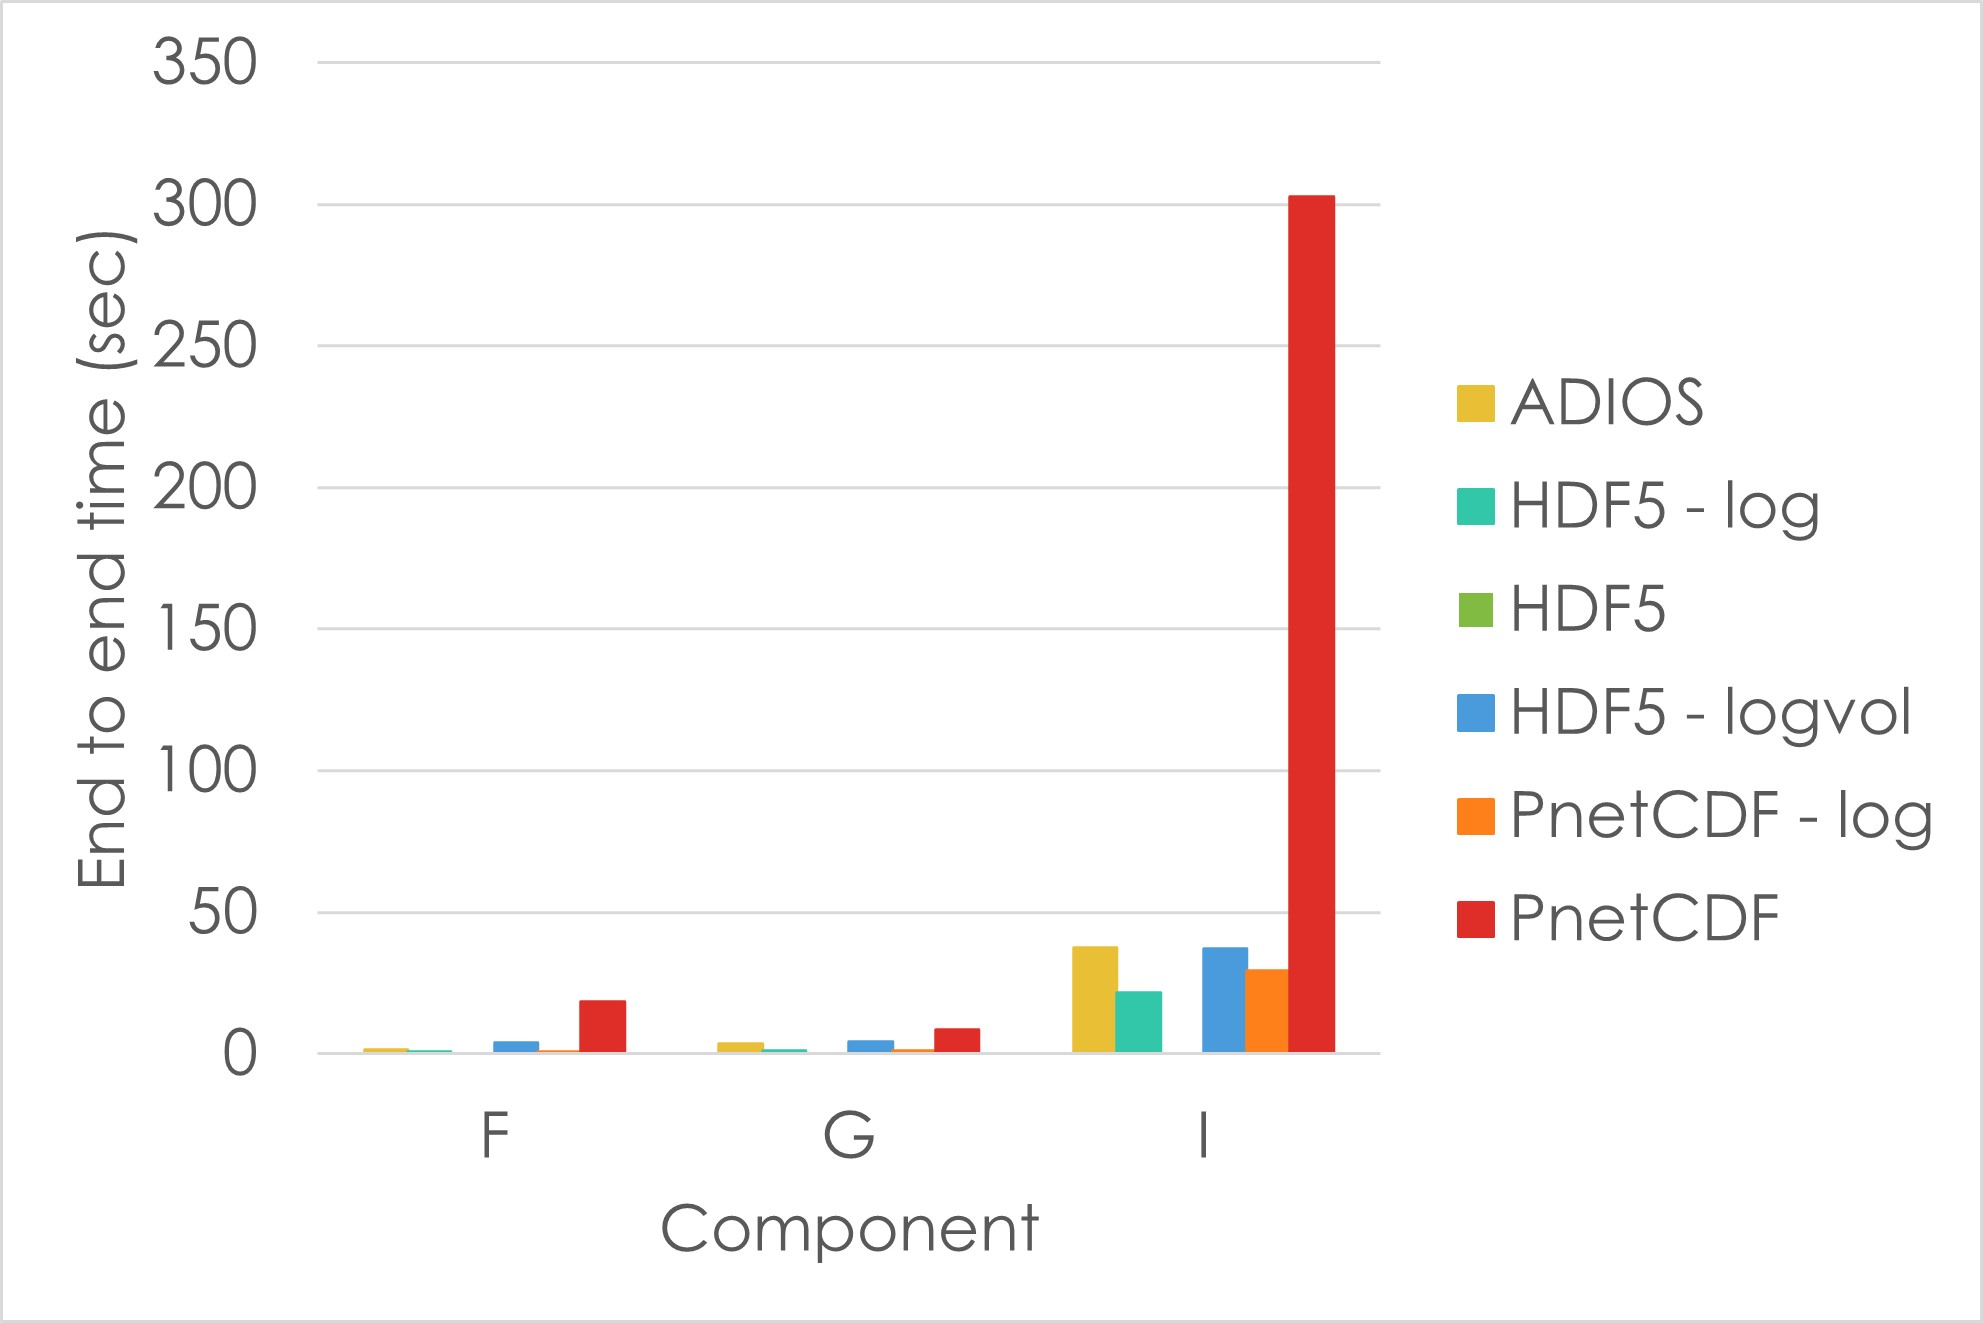 350
300
250
200
150
100
50
0
End to end time (sec)
F G I
Component
ADIOS
HDF5 - log
HDF5
HDF5 - logvol
PnetCDF - log
PnetCDF